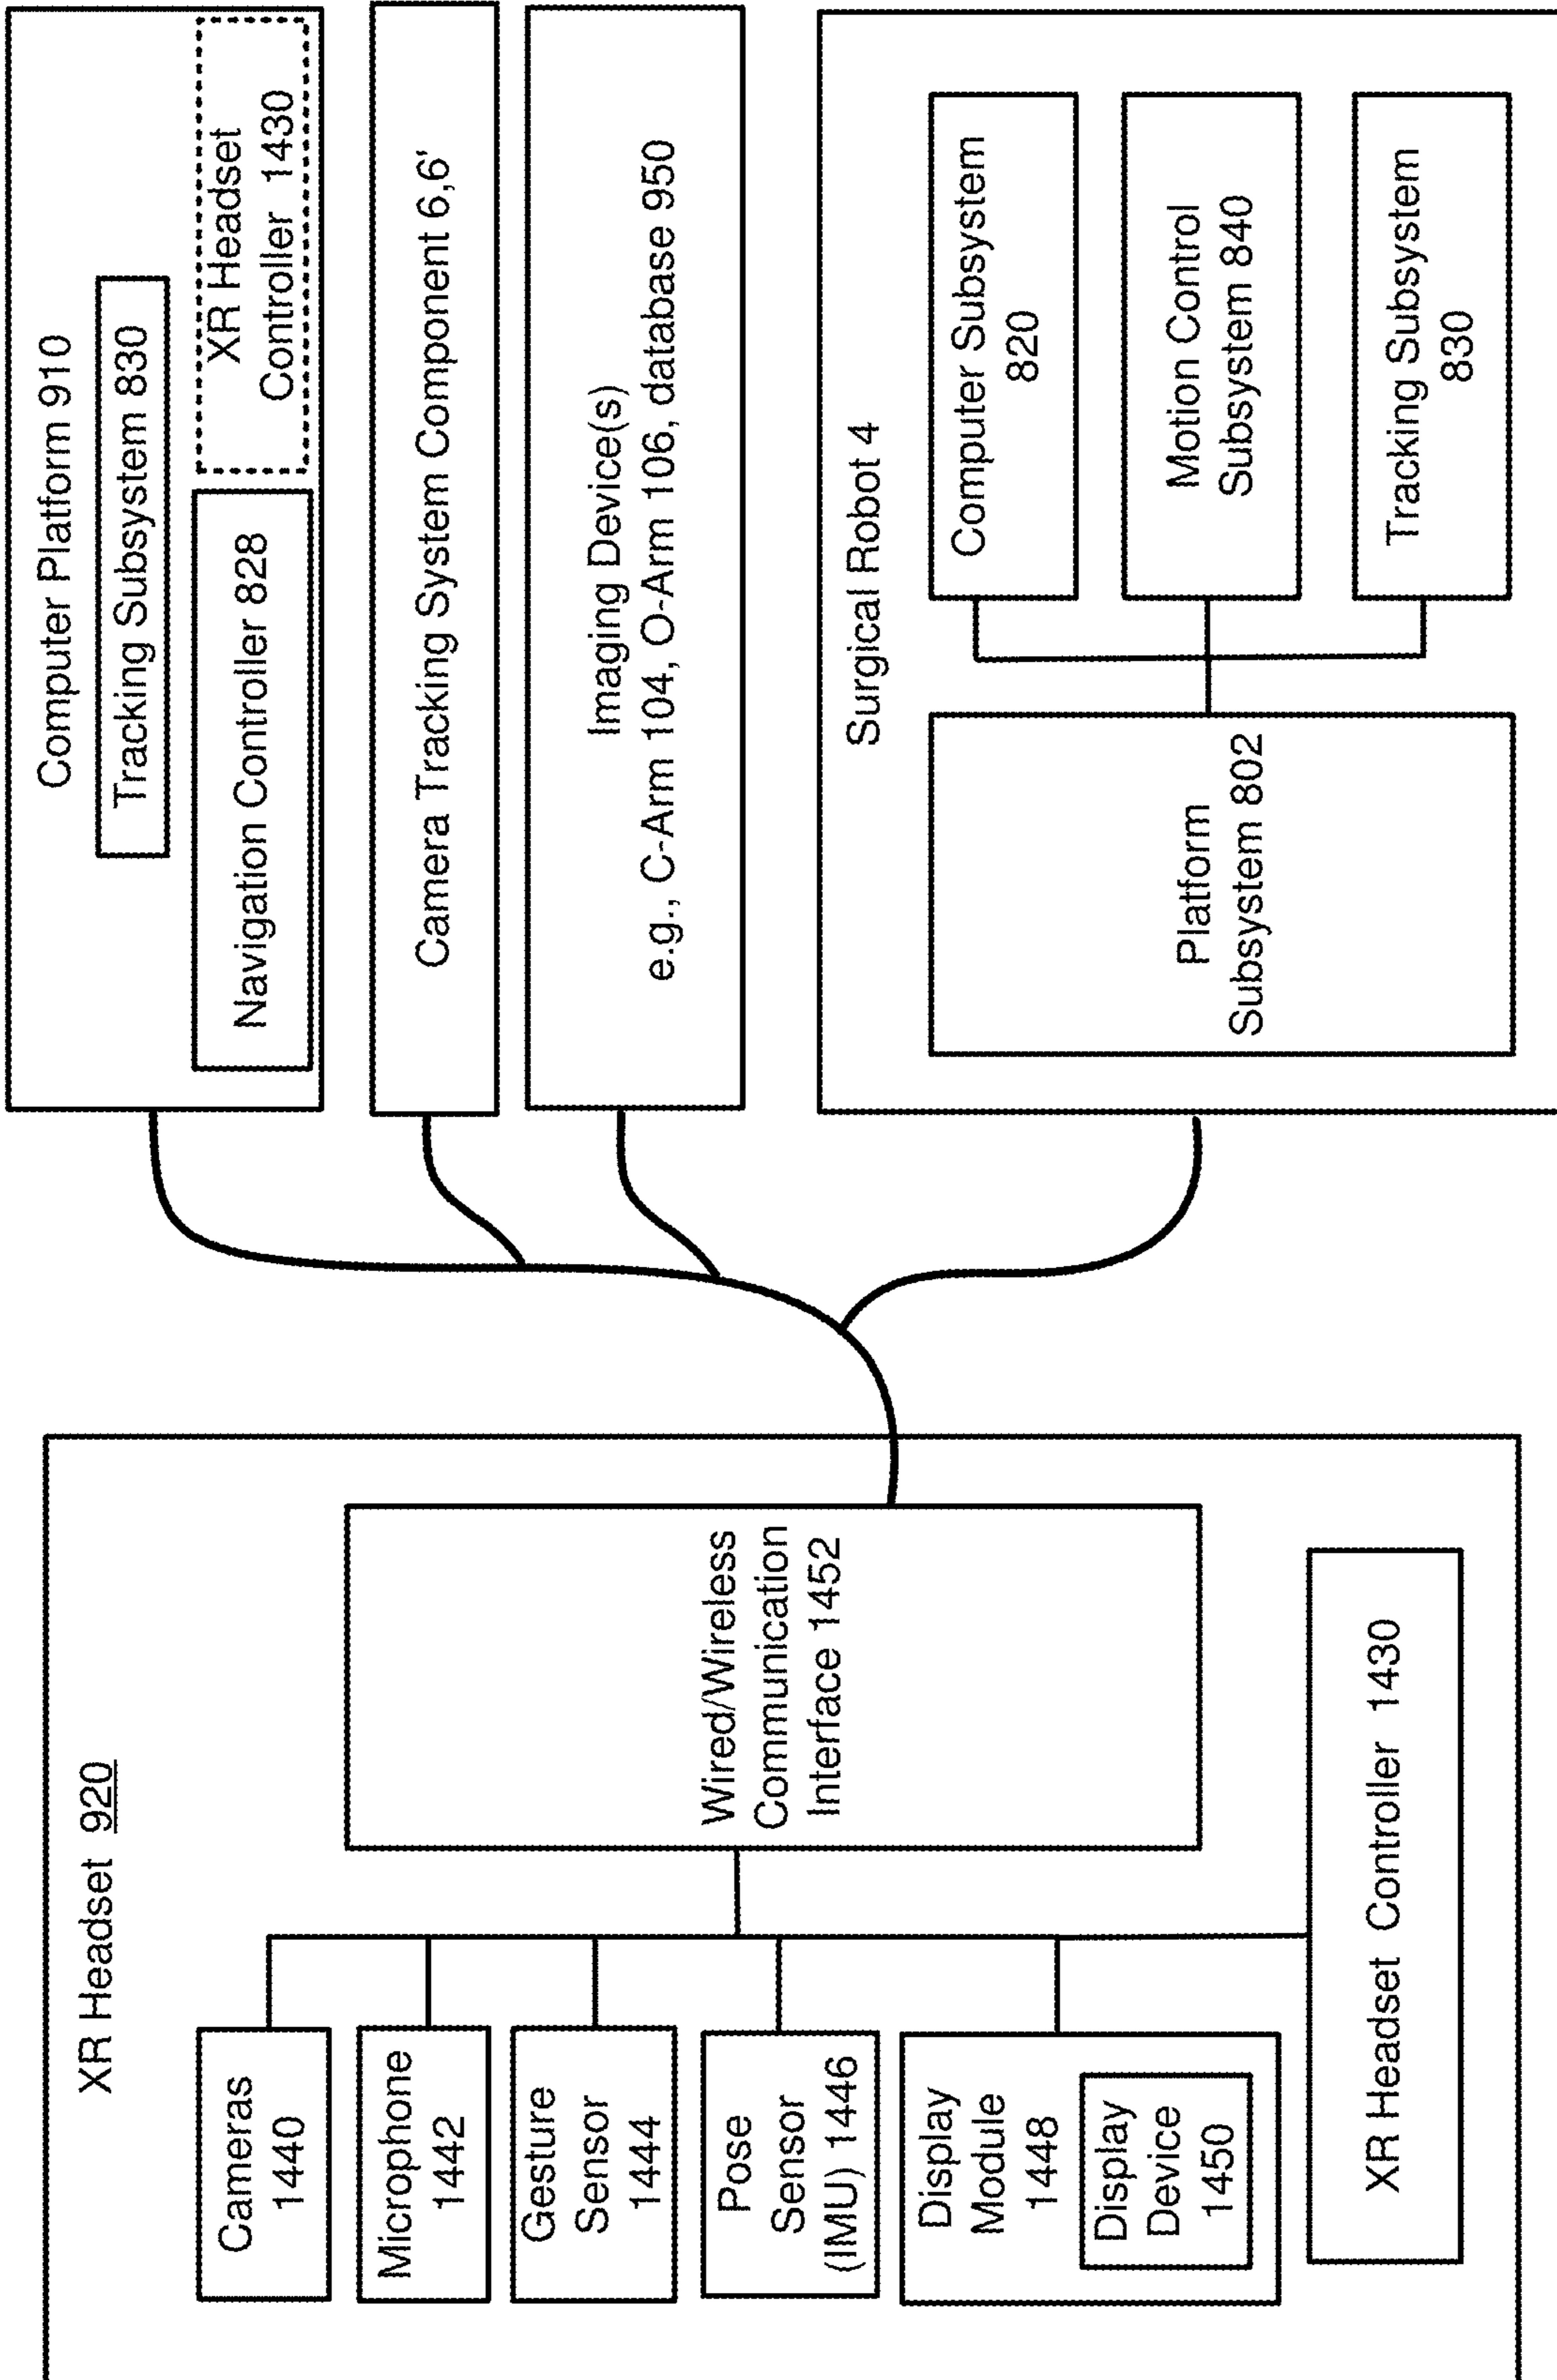 XR Headset 920
Cameras
1440
Microphone
1442
Gesture
Sensor
1444
Pose
Sensor
(IMU) 1446
Display
Module
1448
Display
Device
1450
Wired/Wireless
Communication
Interface 1452
XR Headset Controller 1430
Computer Platform 910
Tracking Subsystem 830
Navigation Controller 828
XR Headset
Controller 1430
Camera Tracking System Component 6,6'
Imaging Device(s)
e.g., C-Arm 104, O-Arm 106, database 950
Surgical Robot 4
Platform
Subsystem 802
Computer Subsystem
820
Motion Control
Subsystem 840
Tracking Subsystem
830